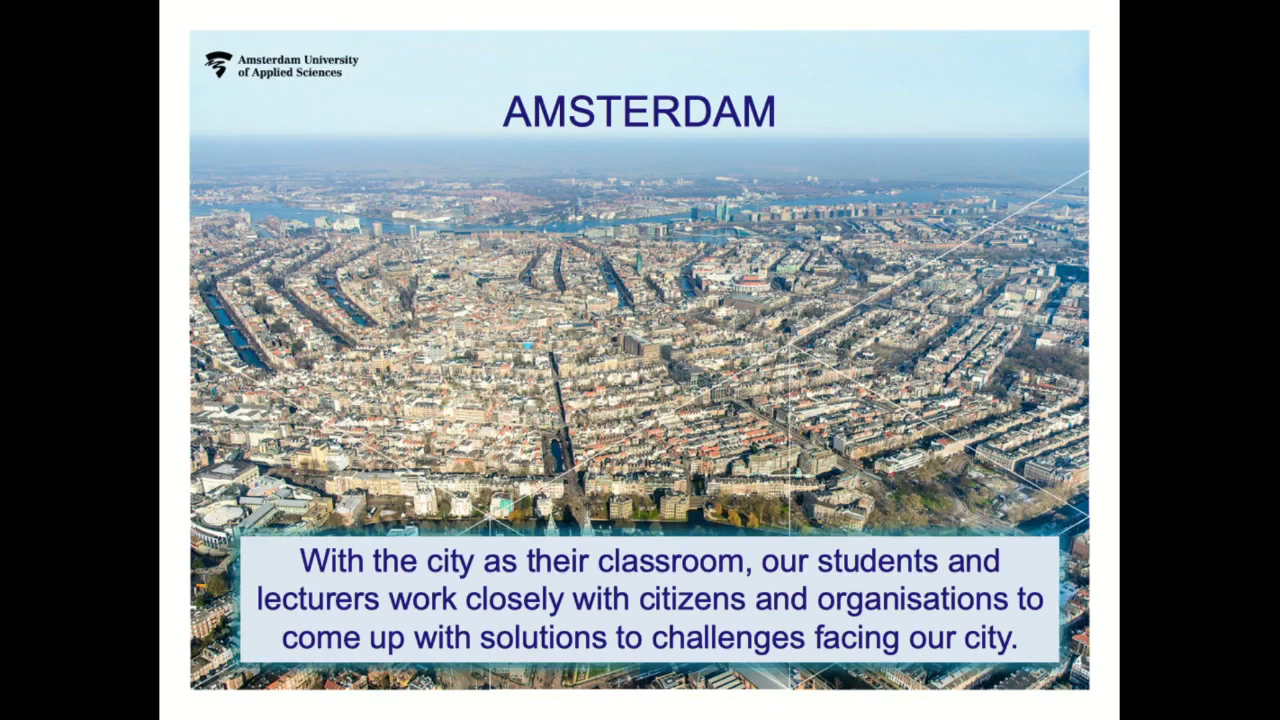 Amsterdam University
of Applied Sciences
AMSTERDAM
With the city as their classroom, our students and
lecturers work closely with citizens and organisations to
come up with solutions to challenges facing our city.